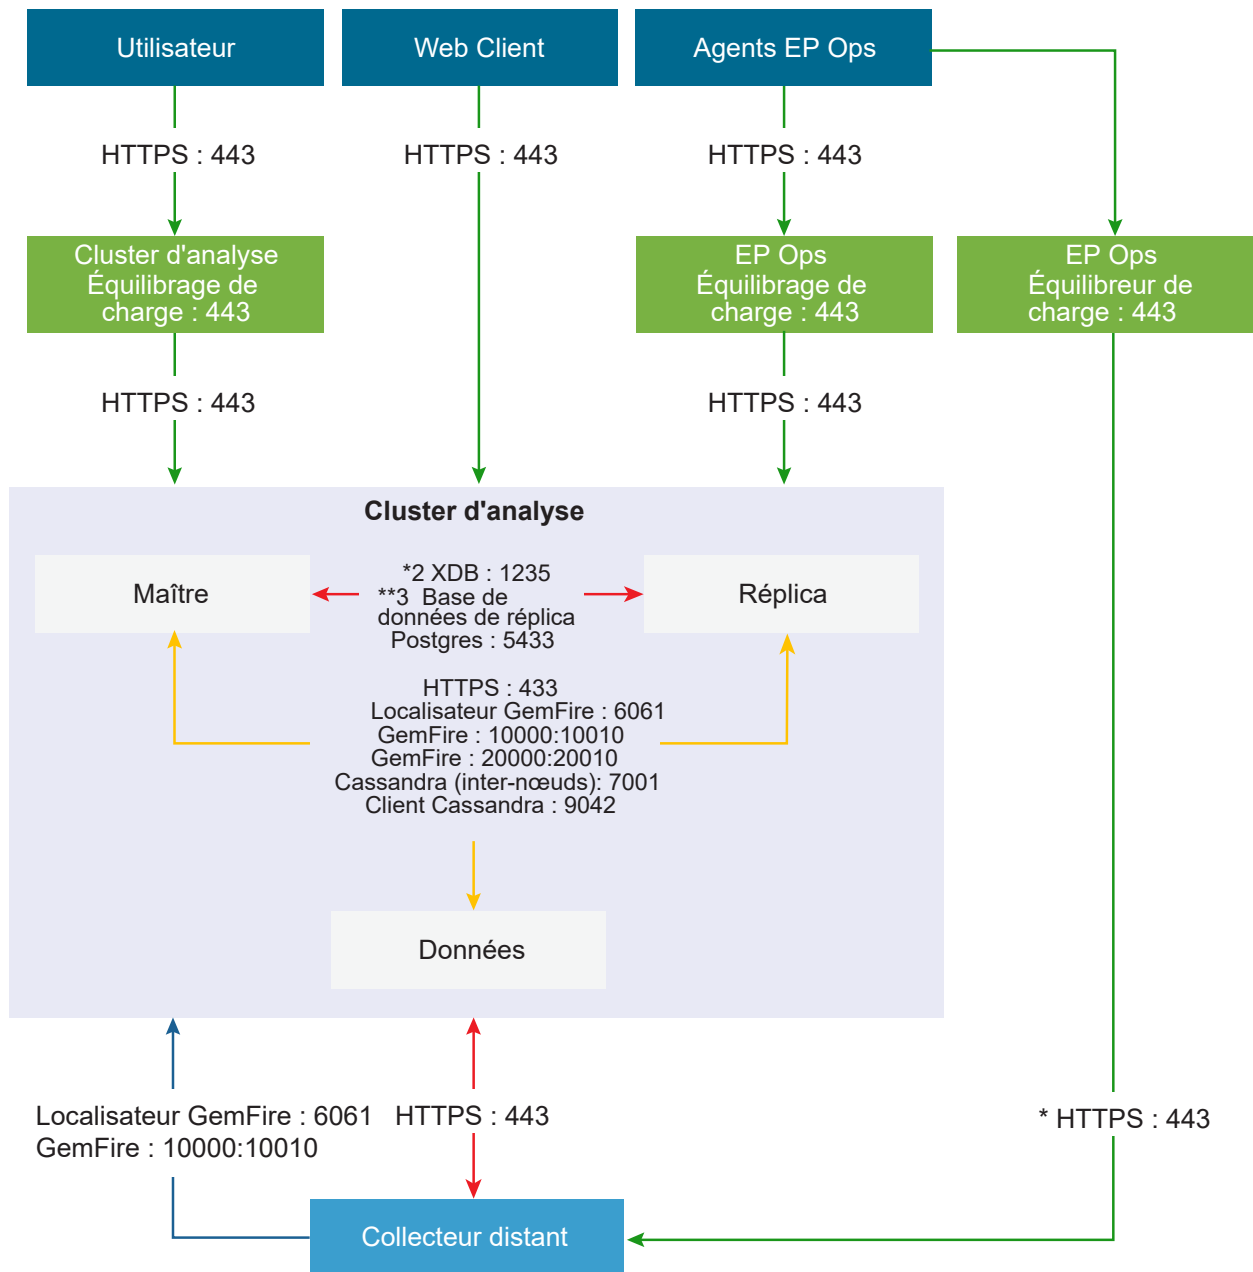 Utilisateur
Web Client
Agents EP Ops
HTTPS : 443
HTTPS : 443
HTTPS : 443
Cluster d'analyse
Équilibrage de
charge : 443
EP Ops
Équilibrage de
charge : 443
EP Ops
Équilibreur de
charge : 443
HTTPS : 443
HTTPS : 443
Cluster d'analyse
Maître
*2 XDB : 1235
**3 Base de
données de réplica
Postgres : 5433
Réplica
HTTPS : 433
Localisateur GemFire : 6061
GemFire : 10000:10010
GemFire : 20000:20010
Cassandra (inter-nœuds): 7001
Client Cassandra : 9042
Données
Localisateur GemFire : 6061
GemFire : 10000:10010
HTTPS : 443
* HTTPS : 443
Collecteur distant